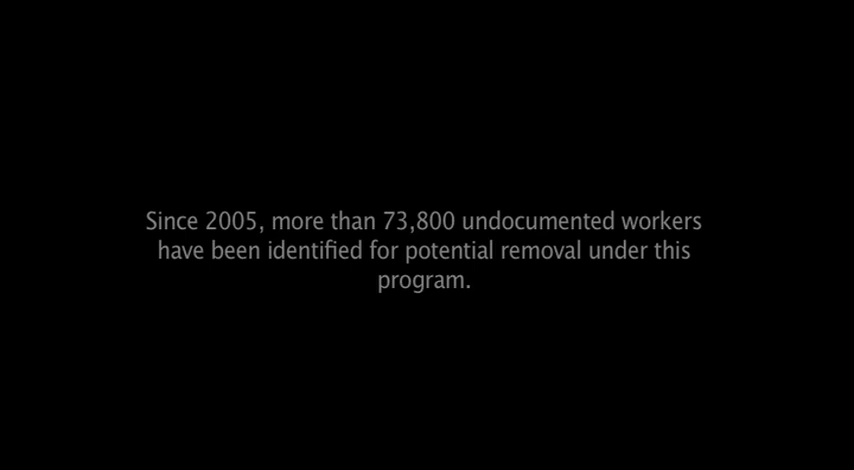 Since 2005, more than 73,800 undocumented workers
have been identified for potential removal under this
program.